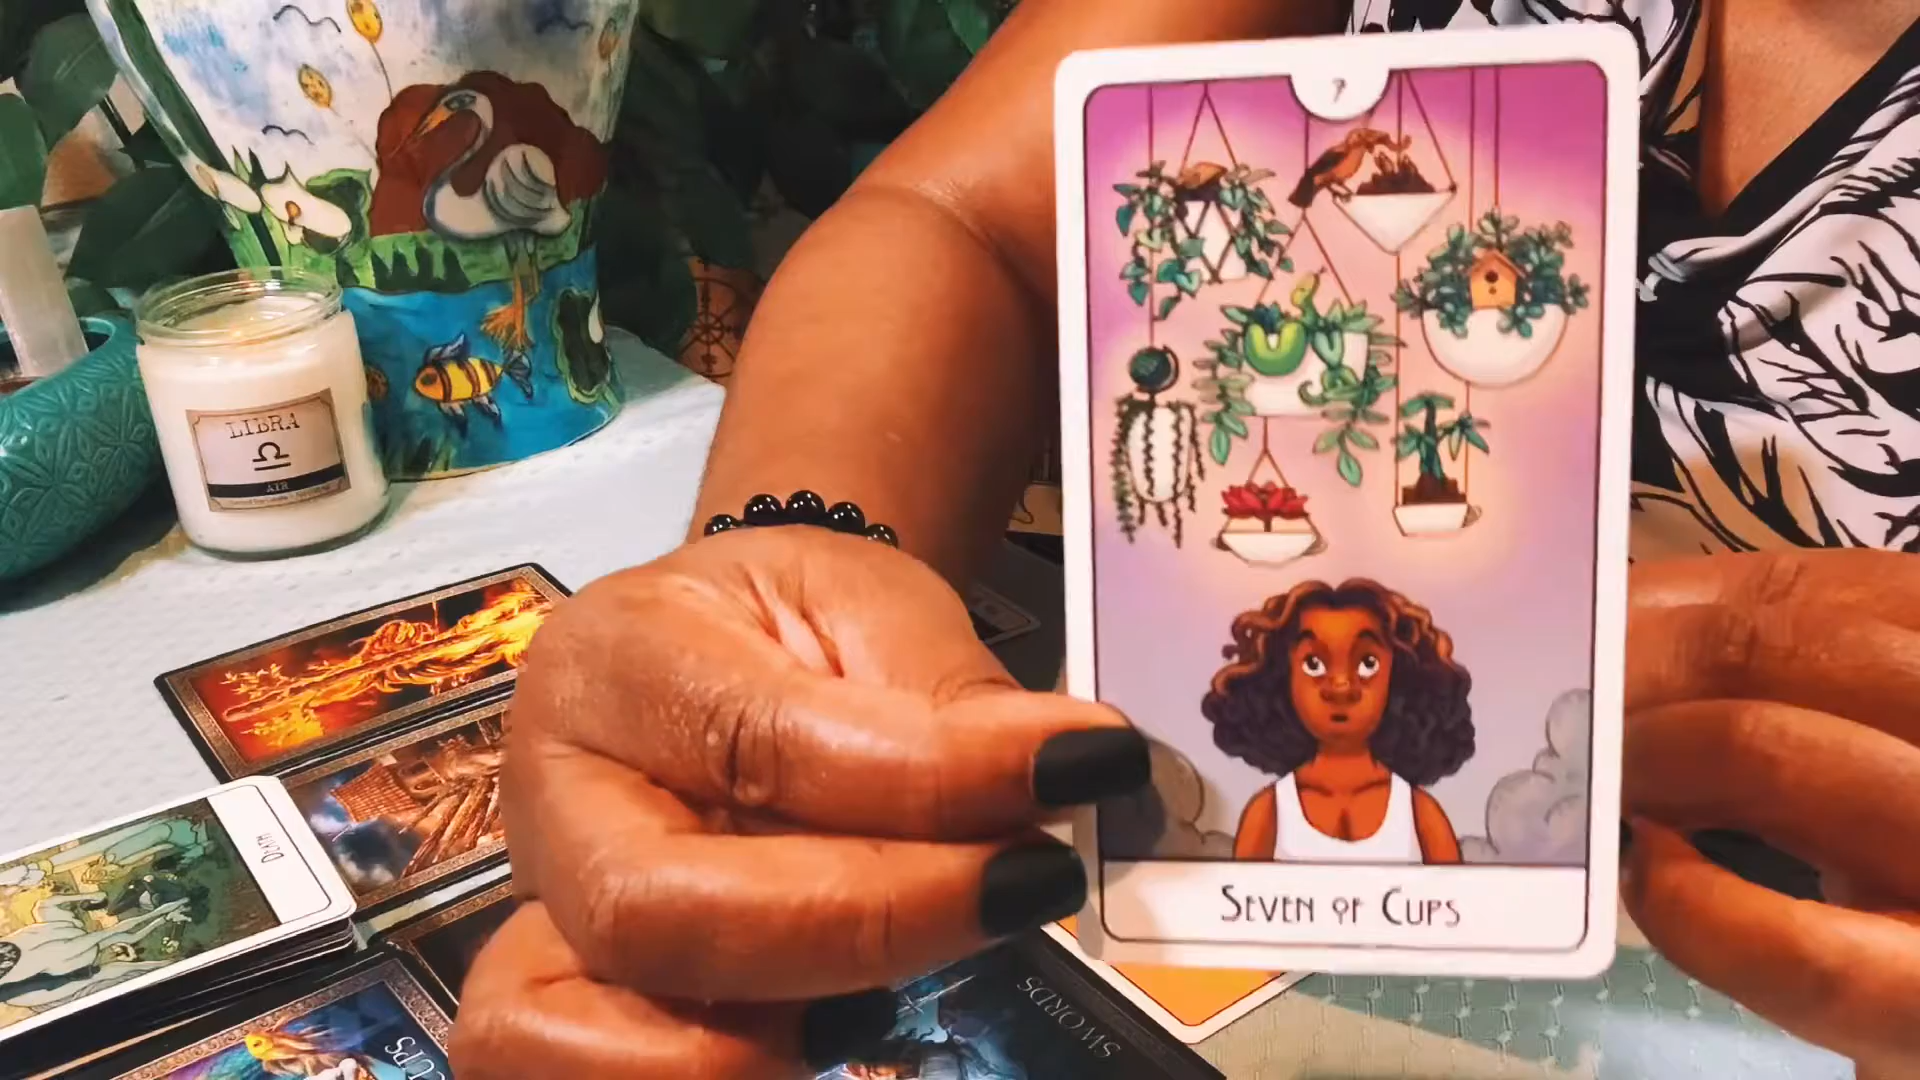 7
SEVEN OF CUPS
LIBRA
AIR
DEATH
CUPS
SWORDS